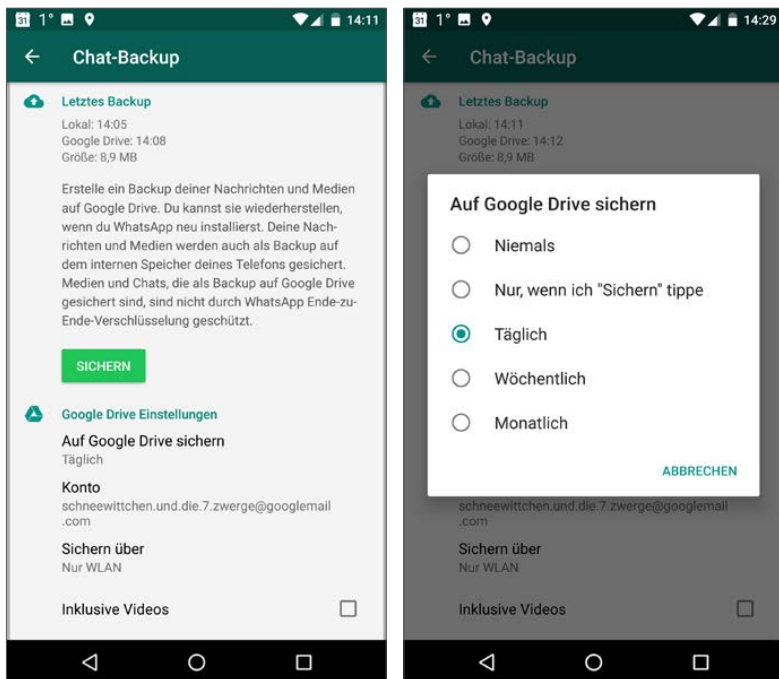 31 1° 14:11
Chat-Backup
Letztes Backup
Lokal: 14:05
Google Drive: 14:08
Größe: 8,9 MB
Erstelle ein Backup deiner Nachrichten und Medien
auf Google Drive. Du kannst sie wiederherstellen,
wenn du WhatsApp neu installierst. Deine Nach-
richten und Medien werden auch als Backup auf
dem internen Speicher deines Telefons gesichert.
Medien und Chats, die als Backup auf Google Drive
gesichert sind, sind nicht durch WhatsApp Ende-zu-
Ende-Verschlüsselung geschützt.
SICHERN
Google Drive Einstellungen
Auf Google Drive sichern
Täglich
Konto
schneewittchen.und.die.7.zwerge@googlemail
.com
Sichern über
Nur WLAN
Inklusive Videos
31 1° 14:29
Chat-Backup
Letztes Backup
Lokal: 14:11
Google Drive: 14:12
Größe: 8,9 MB
Auf Google Drive sichern
Niemals
Nur, wenn ich "Sichern" tippe
Täglich
Wöchentlich
Monatlich
ABBRECHEN
schneewittchen.und.die.7.zwerge@googlemail
.com
Sichern über
Nur WLAN
Inklusive Videos